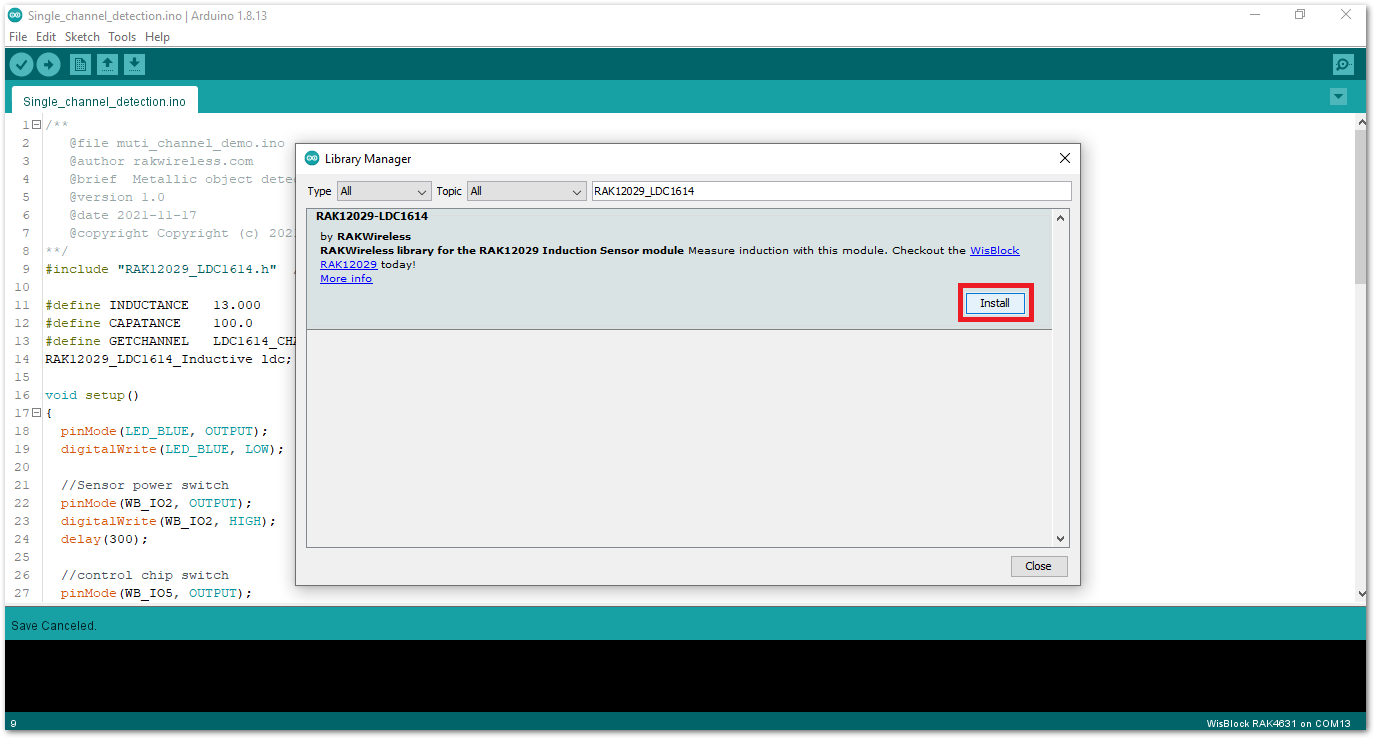 Single_channel_detection.ino | Arduino 1.8.13
File Edit Sketch Tools Help
Single_channel_detection.ino
1 /**
2 @file muti_channel_demo.ino
3 @author rakwireless.com
4 @brief Metallic object dete
5 @version 1.0
6 @date 2021-11-17
7 @copyright Copyright (c) 202
8 **/
9 #include "RAK12029_LDC1614.h" /
10
11 #define INDUCTANCE 13.000
12 #define CAPATANCE 100.0
13 #define GETCHANNEL LDC1614_CHA
14 RAK12029_LDC1614_Inductive ldc;
15
16 void setup()
17 {
18 pinMode(LED_BLUE, OUTPUT);
19 digitalWrite(LED_BLUE, LOW);
20
21 //Sensor power switch
22 pinMode(WB_IO2, OUTPUT);
23 digitalWrite(WB_IO2, HIGH);
24 delay(300);
25
26 //control chip switch
27 pinMode(WB_IO5, OUTPUT);
Library Manager
Type All Topic All RAK12029_LDC1614
RAK12029-LDC1614
by RAKWireless
RAKWireless library for the RAK12029 Induction Sensor module Measure induction with this module. Checkout the WisBlock
RAK12029 today!
More info
Install
Close
Save Canceled.
9 WisBlock RAK4631 on COM13